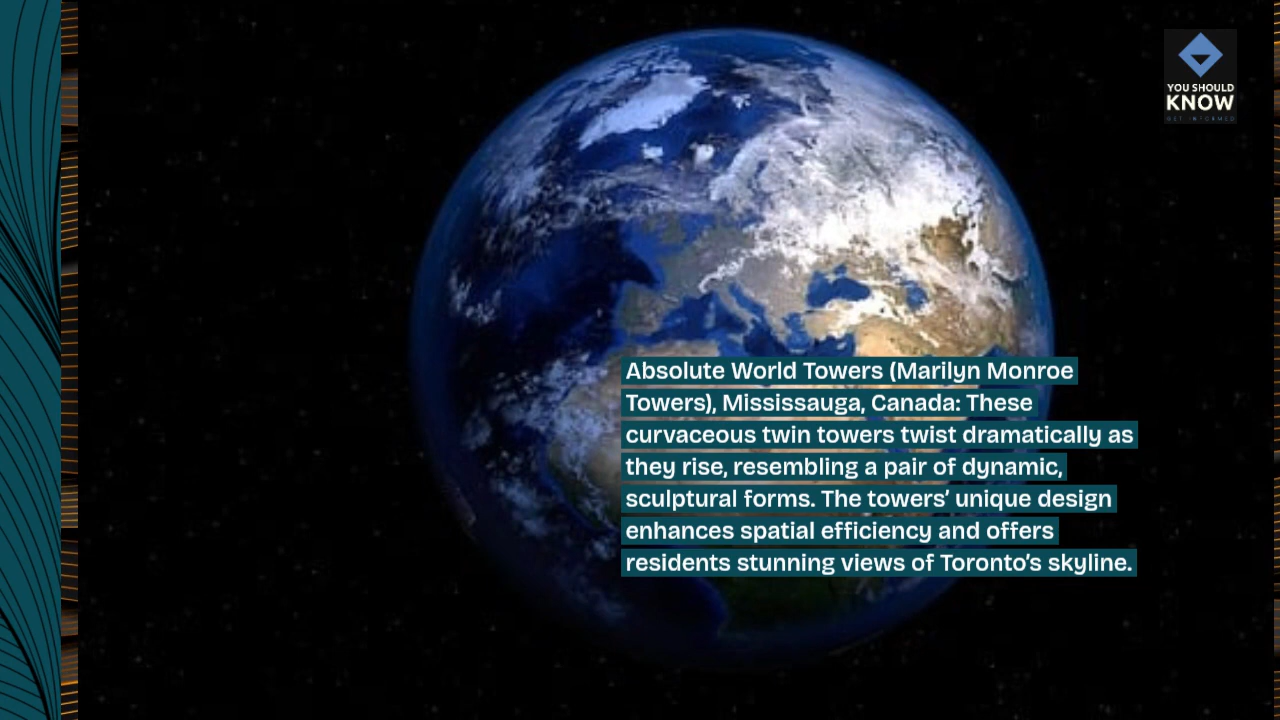 YOU SHOULD
KNOW
GET INFORMED
Absolute World Towers (Marilyn Monroe
Towers), Mississauga, Canada: These
curvaceous twin towers twist dramatically as
they rise, resembling a pair of dynamic,
sculptural forms. The towers’ unique design
enhances spatial efficiency and offers
residents stunning views of Toronto’s skyline.